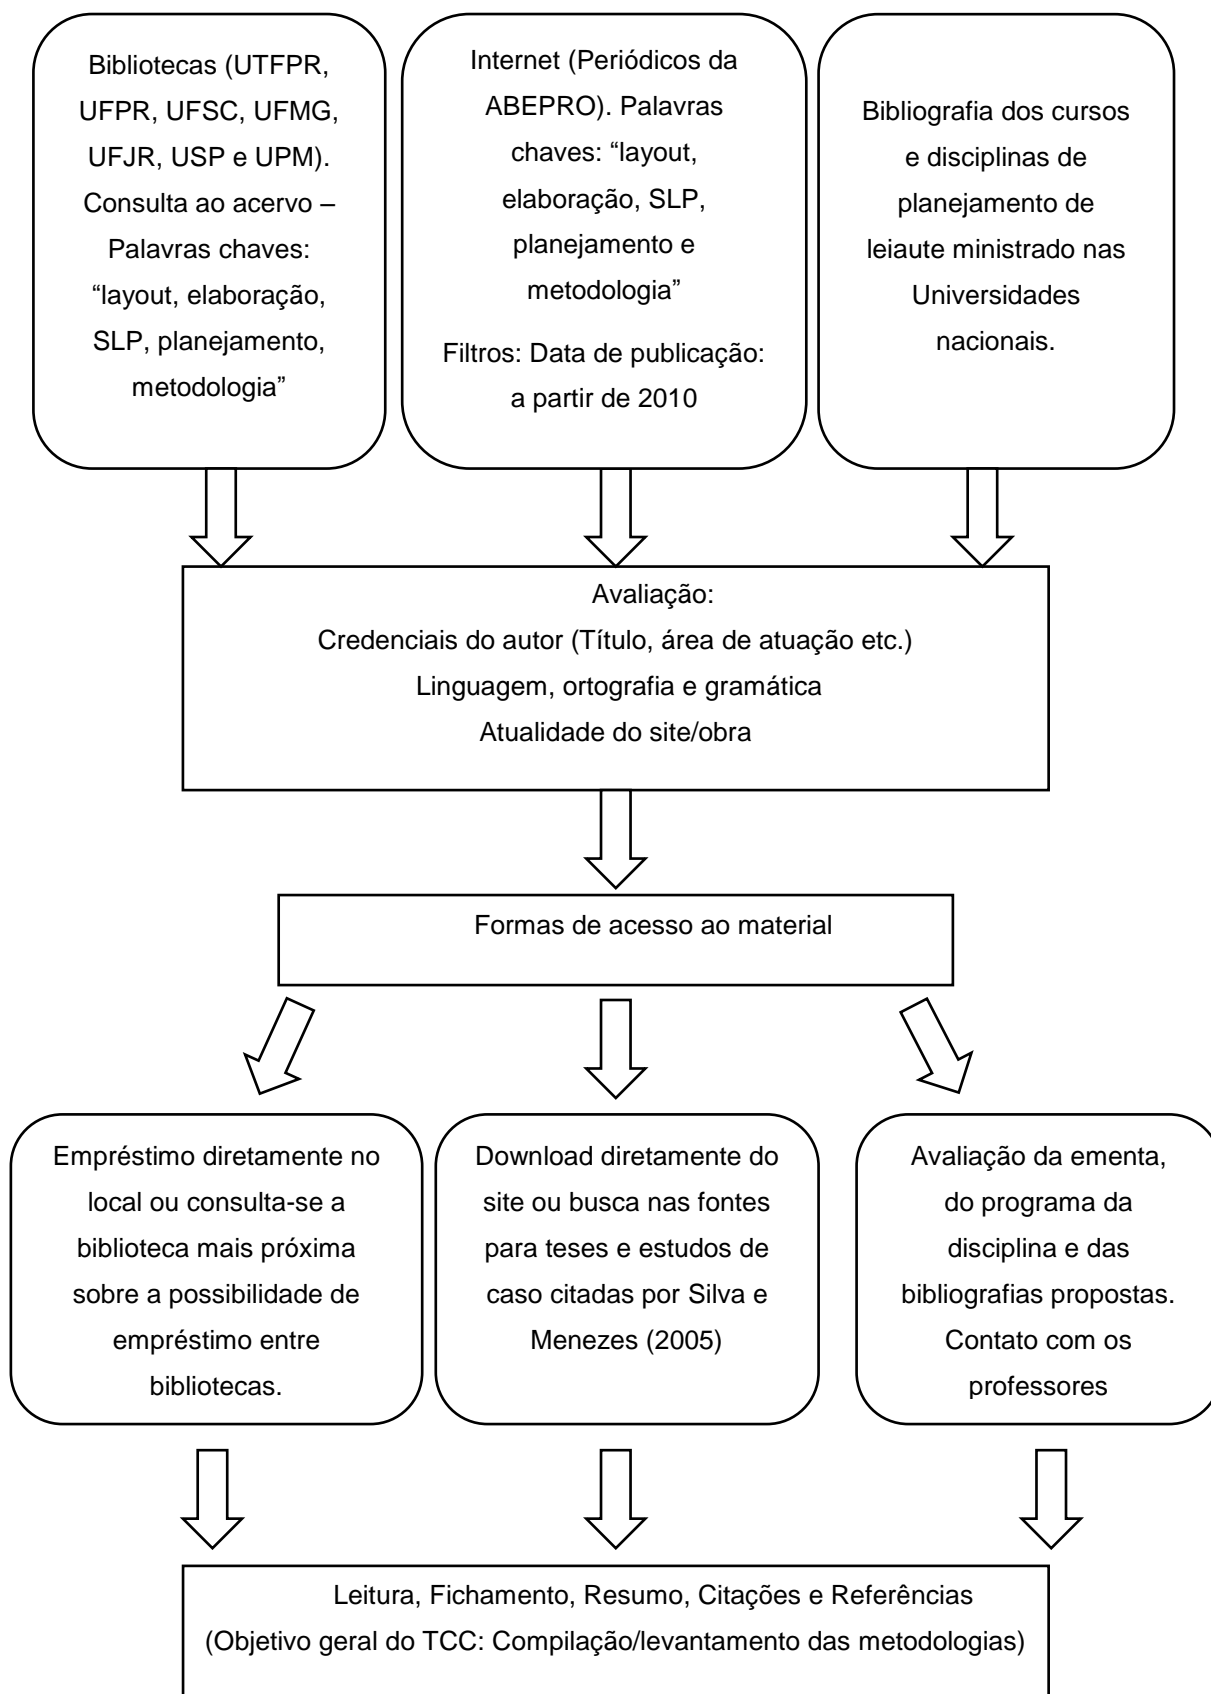 Bibliotecas (UTFPR,
UFPR, UFSC, UFMG,
UFJR, USP e UPM).
Consulta ao acervo –
Palavras chaves:
“layout, elaboração,
SLP, planejamento,
metodologia”
Internet (Periódicos da
ABEPRO). Palavras
chaves: “layout,
elaboração, SLP,
planejamento e
metodologia”
Filtros: Data de publicação:
a partir de 2010
Bibliografia dos cursos
e disciplinas de
planejamento de
leiaute ministrado nas
Universidades
nacionais.
Avaliação:
Credenciais do autor (Título, área de atuação etc.)
Linguagem, ortografia e gramática
Atualidade do site/obra
Formas de acesso ao material
Empréstimo diretamente no
local ou consulta-se a
biblioteca mais próxima
sobre a possibilidade de
empréstimo entre
bibliotecas.
Download diretamente do
site ou busca nas fontes
para teses e estudos de
caso citadas por Silva e
Menezes (2005)
Avaliação da ementa,
do programa da
disciplina e das
bibliografias propostas.
Contato com os
professores
Leitura, Fichamento, Resumo, Citações e Referências
(Objetivo geral do TCC: Compilação/levantamento das metodologias)